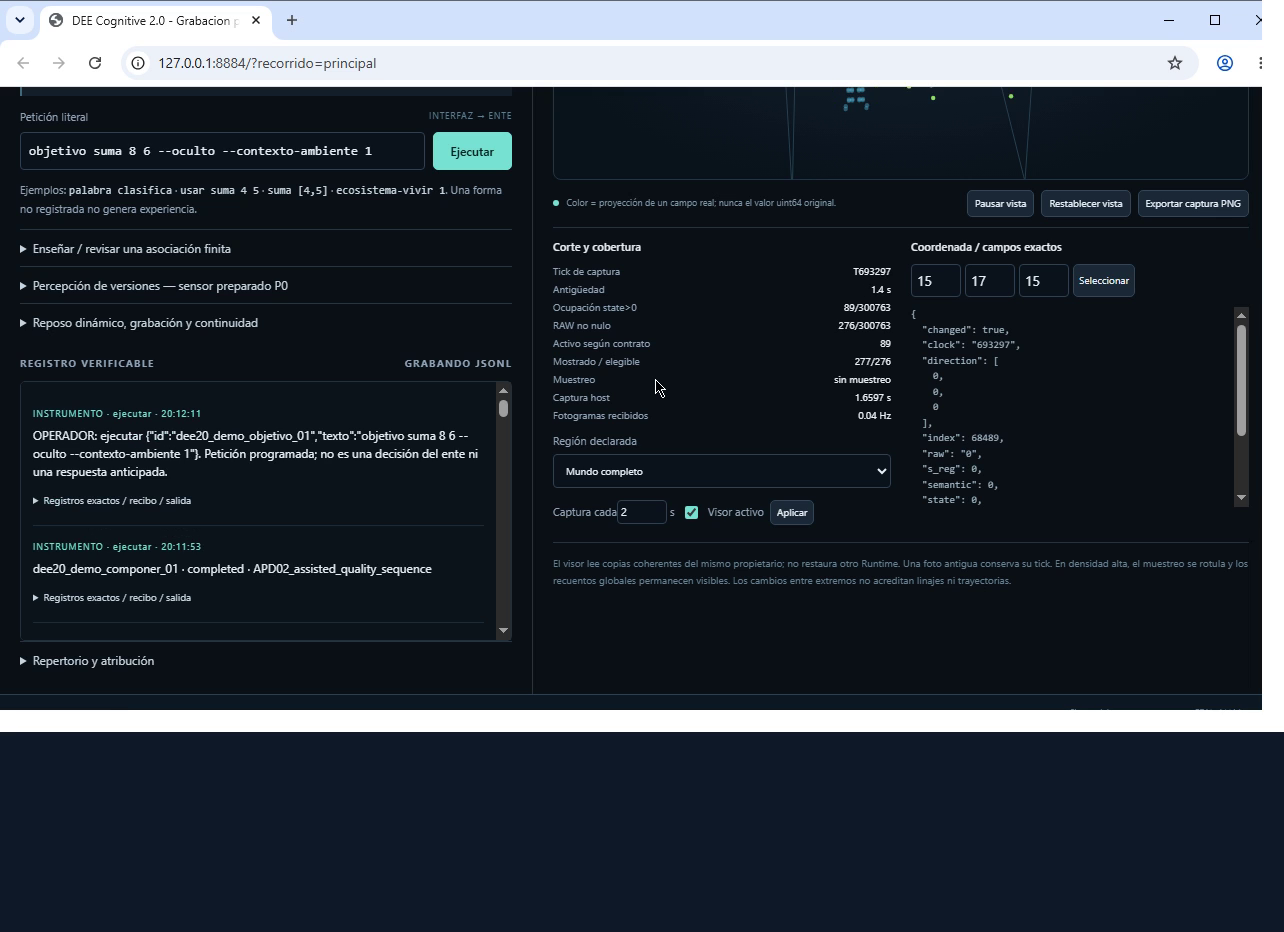 DEE Cognitive 2.0 - Grabacion
127.0.0.1:8884/?recorrido=principal
Petición literal
INTERFAZ → ENTE
objetivo suma 8 6 --oculto --contexto-ambiente 1
Ejecutar
Ejemplos: palabra clasifica · usar suma 4 5 · suma [4,5] · ecosistema-vivir 1. Una forma
no registrada no genera experiencia.
Enseñar / revisar una asociación finita
Percepción de versiones — sensor preparado P0
Reposo dinámico, grabación y continuidad
REGISTRO VERIFICABLE
GRABANDO JSONL
INSTRUMENTO · ejecutar · 20:12:11
OPERADOR: ejecutar {"id":"dee20_demo_objetivo_01","texto":"objetivo suma 8 6 --
oculto --contexto-ambiente 1"}. Petición programada; no es una decisión del ente ni
una respuesta anticipada.
Registros exactos / recibo / salida
INSTRUMENTO · ejecutar · 20:11:53
dee20_demo_componer_01 · completed · APD02_assisted_quality_sequence
Registros exactos / recibo / salida
Repertorio y atribución
Color = proyección de un campo real; nunca el valor uint64 original.
Pausar vista
Restablecer vista
Exportar captura PNG
Corte y cobertura
Tick de captura T693297
Antigüedad 1.4 s
Ocupación state>0 89/300763
RAW no nulo 276/300763
Activo según contrato 89
Mostrado / elegible 277/276
Muestreo sin muestreo
Captura host 1.6597 s
Fotogramas recibidos 0.04 Hz
Región declarada
Mundo completo
Captura cada 2 s Visor activo Aplicar
Coordenada / campos exactos
15 17 15 Seleccionar
{
"changed": true,
"clock": "693297",
"direction": [
0,
0,
0
],
"index": 68489,
"raw": "0",
"s_reg": 0,
"semantic": 0,
"state": 0,
El visor lee copias coherentes del mismo propietario; no restaura otro Runtime. Una foto antigua conserva su tick. En densidad alta, el muestreo se rotula y los
recuentos globales permanecen visibles. Los cambios entre extremos no acreditan linajes ni trayectorias.